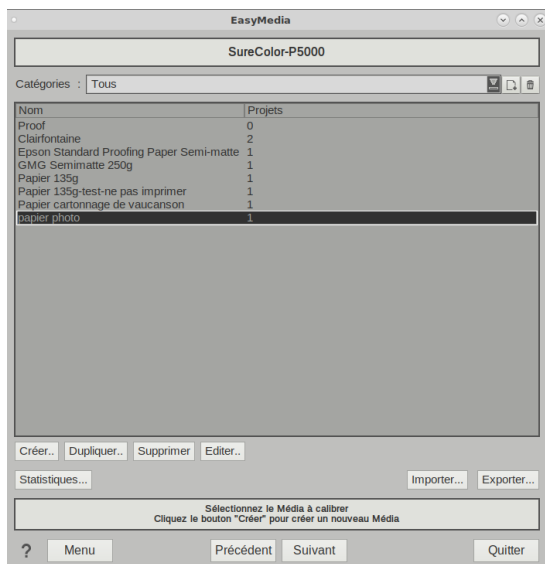 EasyMedia
SureColor-P5000
Catégories : Tous
Nom Projets
Proof 0
Clairfontaine 2
Epson Standard Proofing Paper Semi-matte 1
GMG Semimatte 250g 1
Papier 135g 1
Papier 135g-test-ne pas imprimer 1
Papier cartonnage de vaucanson 1
papier photo 1
Créer.. Dupliquer.. Supprimer Editer..
Statistiques... Importer... Exporter...
Sélectionnez le Média à calibrer
Cliquez le bouton "Créer" pour créer un nouveau Média
? Menu Précédent Suivant Quitter